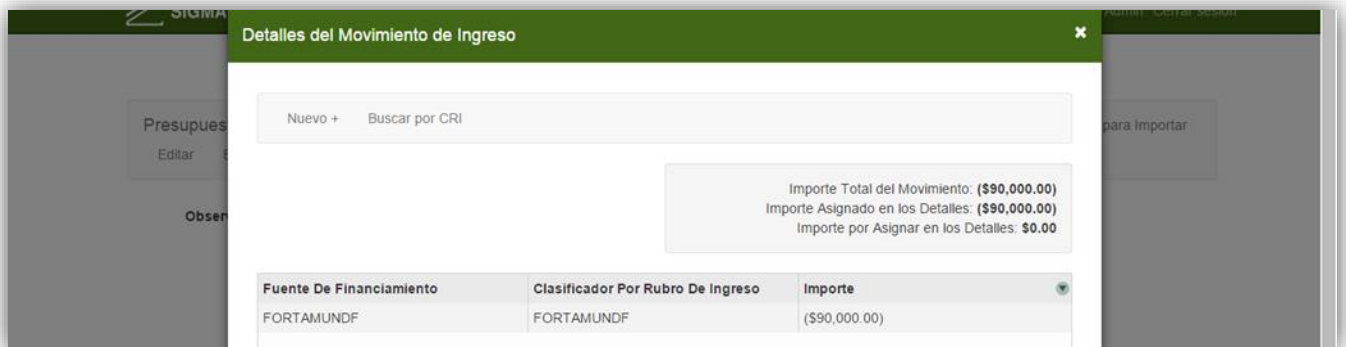 SIGMA
Admin Cerrar sesión
Detalles del Movimiento de Ingreso
Nuevo + Buscar por CRI
Presupues
para Importar
Editar
Obser
Importe Total del Movimiento: ($90,000.00)
Importe Asignado en los Detalles: ($90,000.00)
Importe por Asignar en los Detalles: $0.00
Fuente De Financiamiento Clasificador Por Rubro De Ingreso Importe
FORTAMUNDF FORTAMUNDF ($90,000.00)